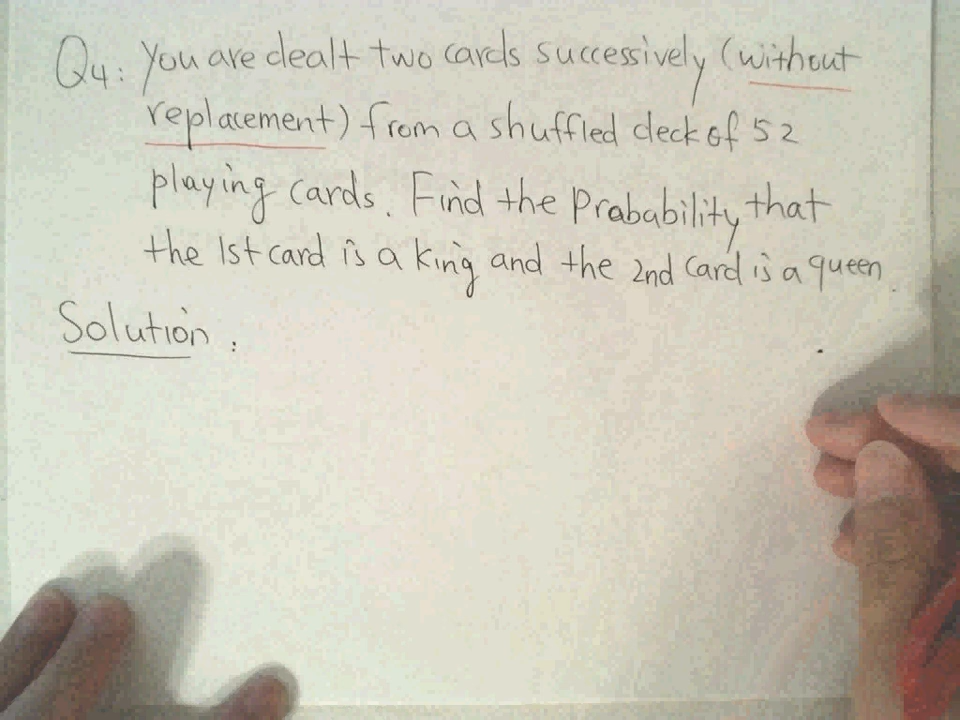 Q4: You are dealt two cards successively (without
replacement) from a shuffled deck of 52
playing cards. Find the Probability that
the 1st card is a king and the 2nd card is a queen.
Solution: